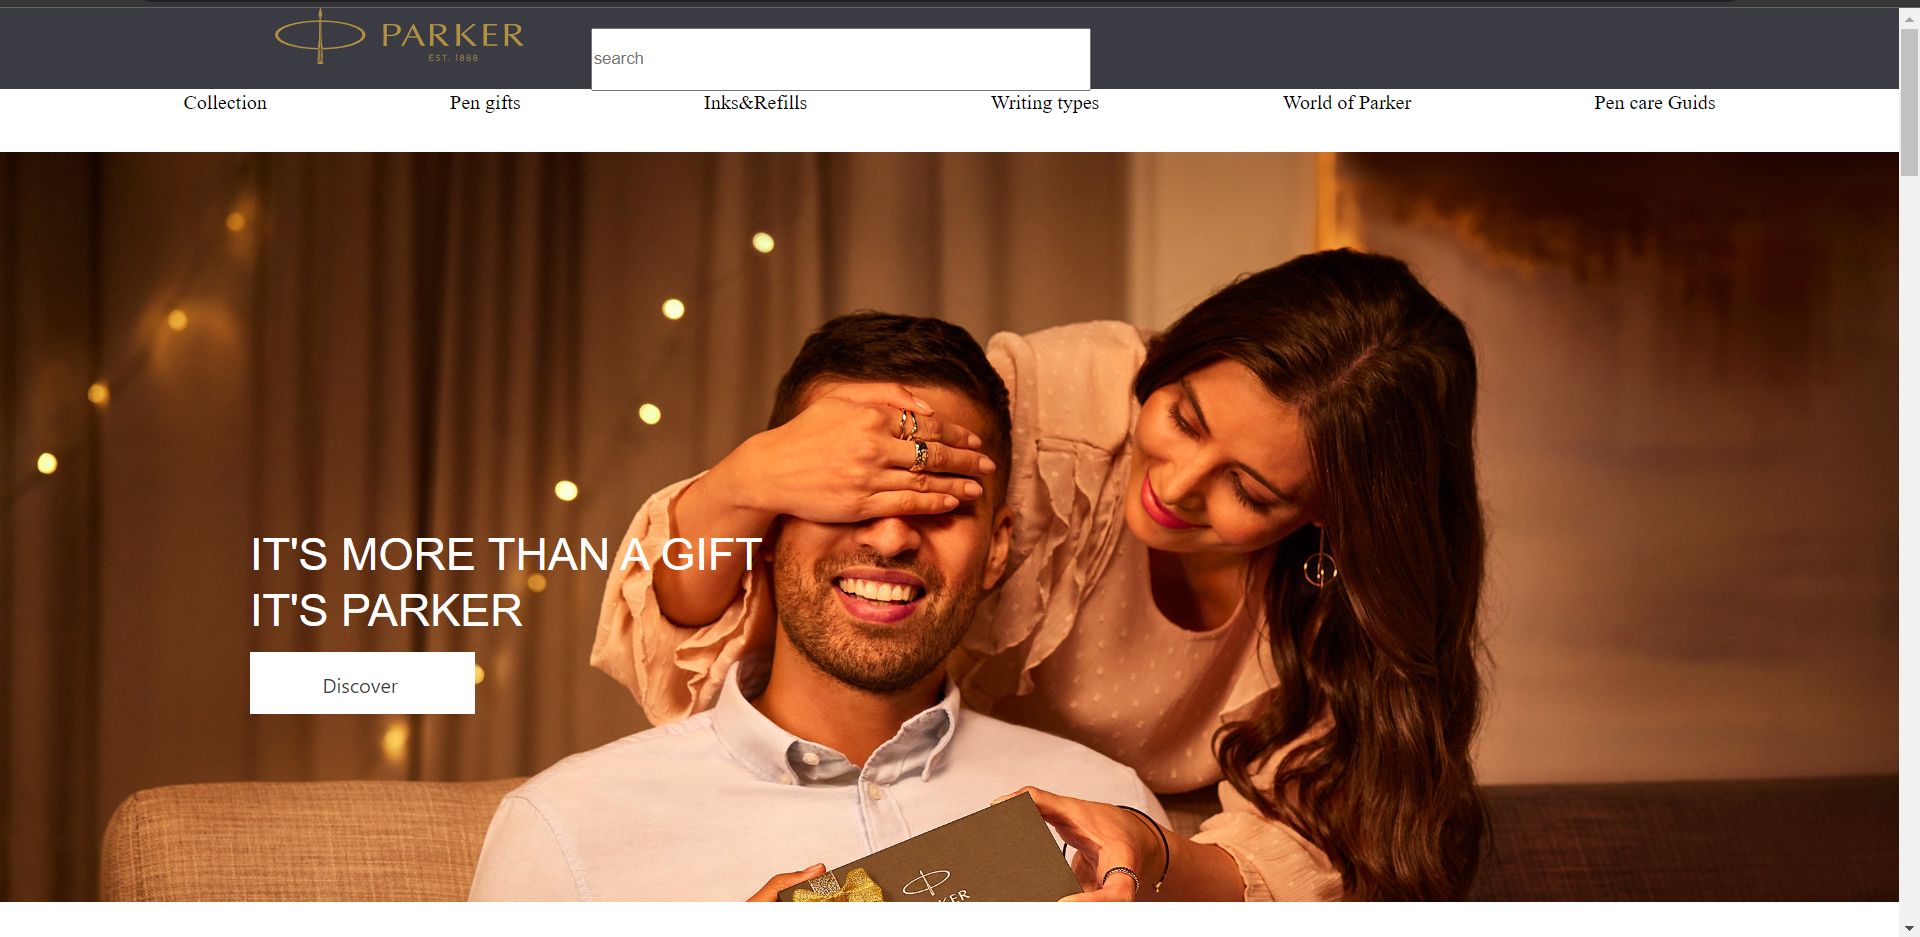 PARKER
EST. 1888
search
Collection
Pen gifts
Inks&Refills
Writing types
World of Parker
Pen care Guids
IT'S MORE THAN A GIFT
IT'S PARKER
Discover